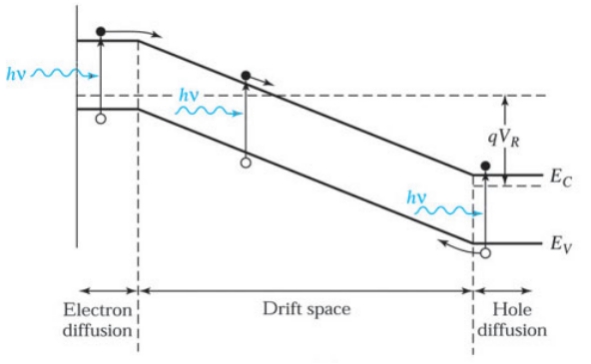 hν
hν
qV_R
E_C
hν
E_V
Electron
diffusion
Drift space
Hole
diffusion